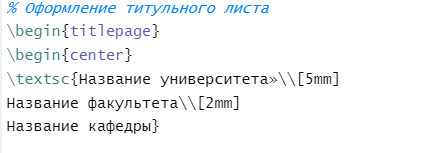 % Оформление титульного листа
\begin{titlepage}
\begin{center}
\textsc{Название университета»\\[5mm]
Название факультета\\[2mm]
Название кафедры}